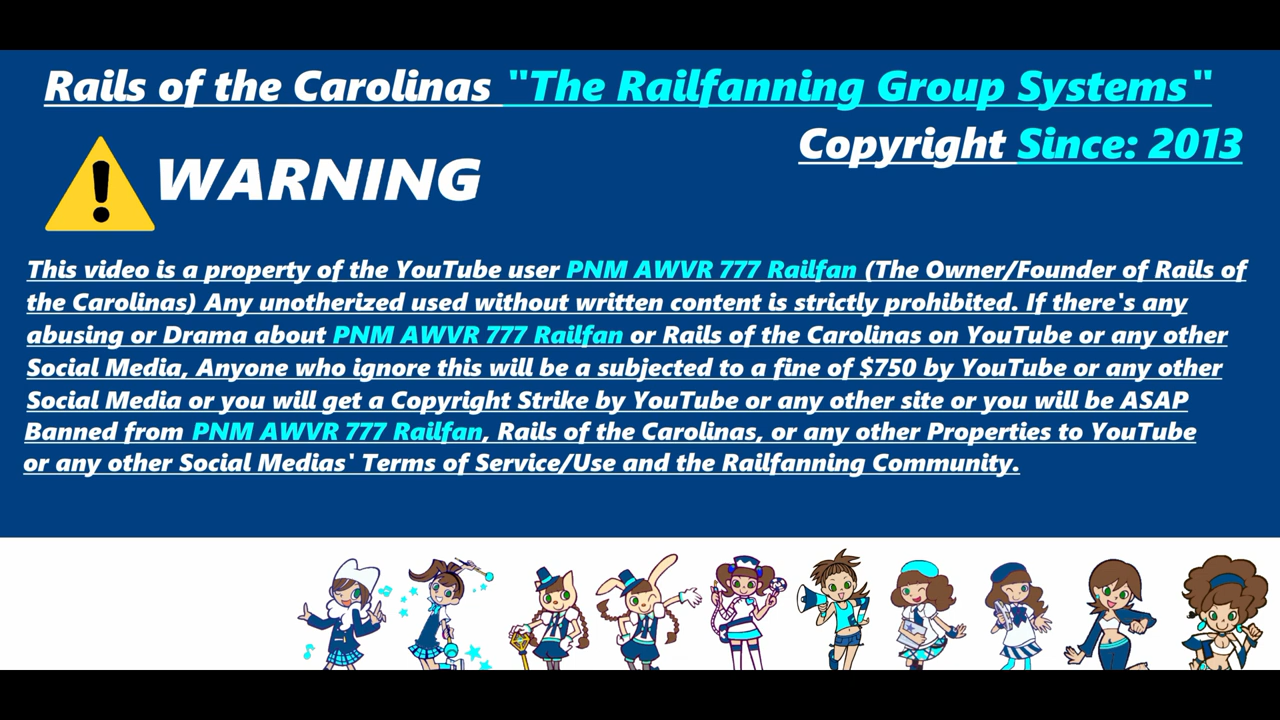 Rails of the Carolinas "The Railfanning Group Systems"
Copyright Since: 2013
WARNING
This video is a property of the YouTube user PNM AWVR 777 Railfan (The Owner/Founder of Rails of
the Carolinas) Any unotherized used without written content is strictly prohibited. If there's any
abusing or Drama about PNM AWVR 777 Railfan or Rails of the Carolinas on YouTube or any other
Social Media, Anyone who ignore this will be a subjected to a fine of $750 by YouTube or any other
Social Media or you will get a Copyright Strike by YouTube or any other site or you will be ASAP
Banned from PNM AWVR 777 Railfan, Rails of the Carolinas, or any other Properties to YouTube
or any other Social Medias' Terms of Service/Use and the Railfanning Community.